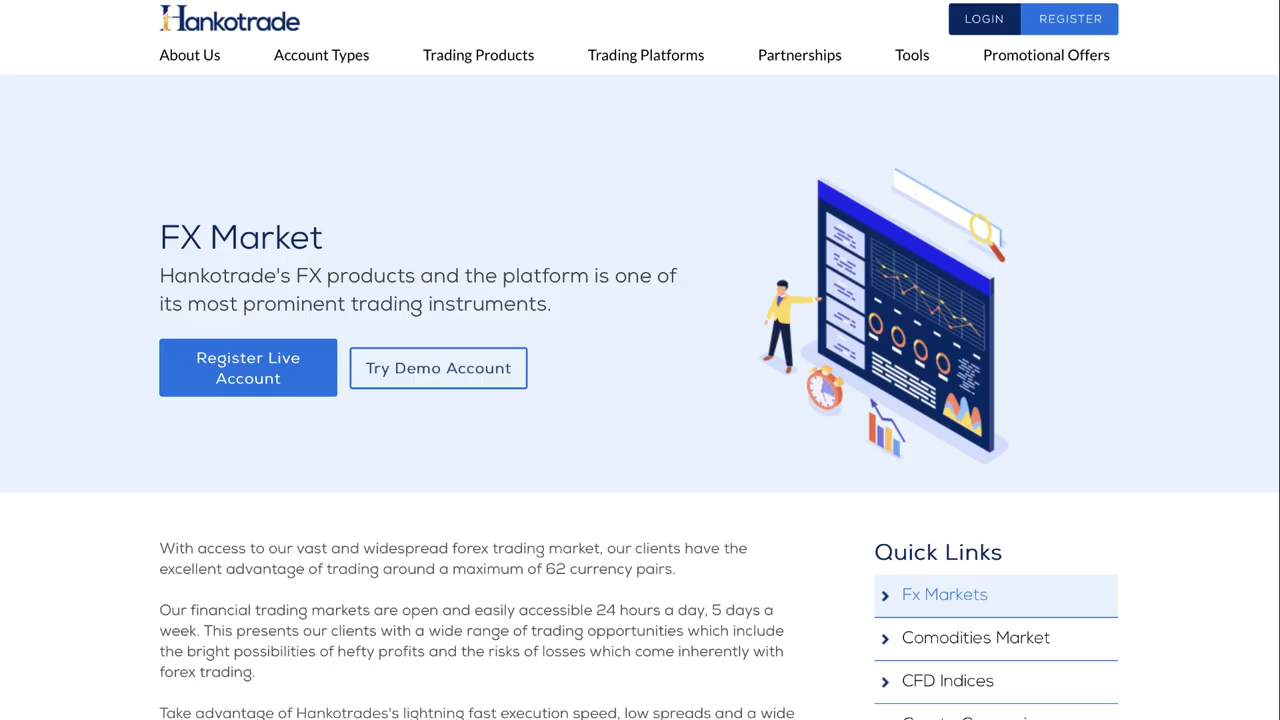 Hankotrade
LOGIN
REGISTER
About Us
Account Types
Trading Products
Trading Platforms
Partnerships
Tools
Promotional Offers
FX Market
Hankotrade's FX products and the platform is one of
its most prominent trading instruments.
Register Live
Account
Try Demo Account
With access to our vast and widespread forex trading market, our clients have the
excellent advantage of trading around a maximum of 62 currency pairs.
Our financial trading markets are open and easily accessible 24 hours a day, 5 days a
week. This presents our clients with a wide range of trading opportunities which include
the bright possibilities of hefty profits and the risks of losses which come inherently with
forex trading.
Take advantage of Hankotrades's lightning fast execution speed, low spreads and a wide
Quick Links
Fx Markets
Comodities Market
CFD Indices